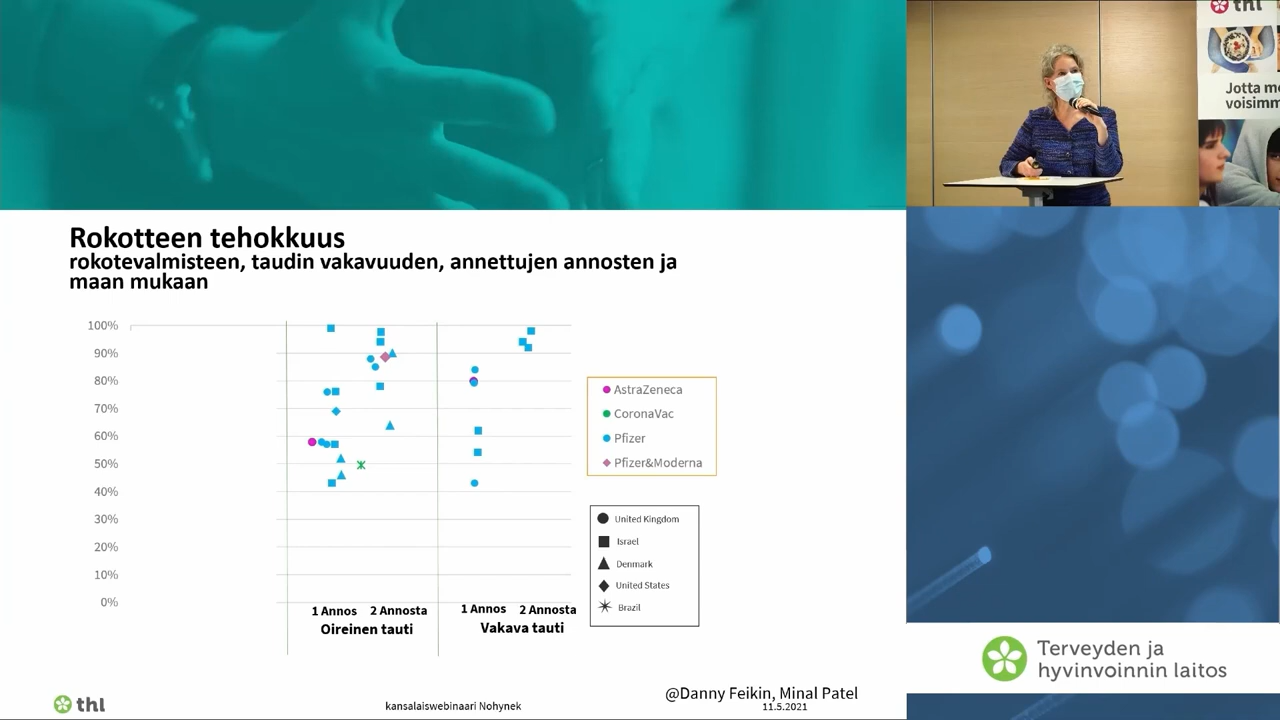 thl
Jotta
voisimm
Rokotteen tehokkuus
rokotevalmisteen, taudin vakavuuden, annettujen annosten ja
maan mukaan
100%
90%
80%
70%
60%
50%
40%
30%
20%
10%
0%
1 Annos 2 Annosta 1 Annos 2 Annosta
Oireinen tauti Vakava tauti
AstraZeneca
CoronaVac
Pfizer
Pfizer&Moderna
United Kingdom
Israel
Denmark
United States
Brazil
Terveyden ja
hyvinvoinnin laitos
@Danny Feikin, Minal Patel
thl kansalaiswebinaari Nohynek 11.5.2021